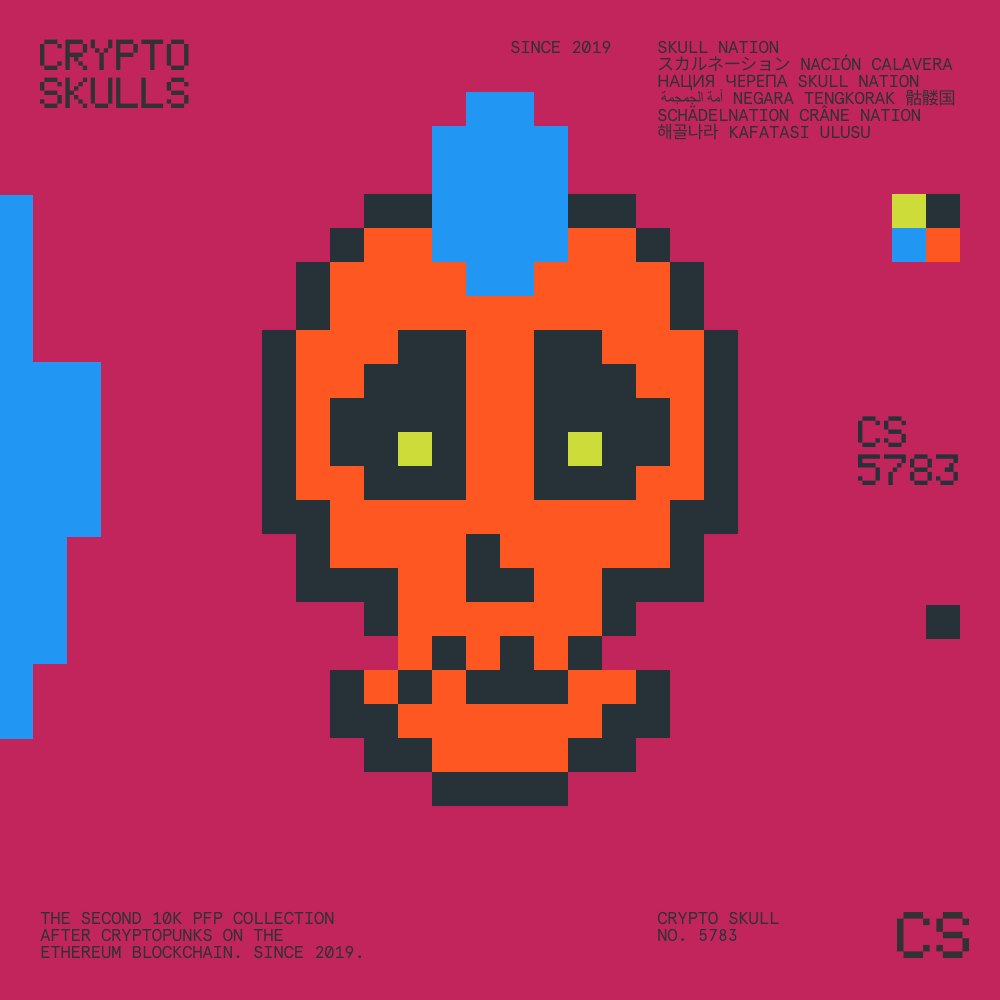 CRYPTO
SKULLS
SINCE 2019
SKULL NATION
スカルネーション NACIÓN CALAVERA
НАЦИЯ ЧЕРЕПА SKULL NATION
أمة الجمجمة NEGARA TENGKORAK 骷髅国
SCHÄDELNATION CRÂNE NATION
해골나라 KAFATASI ULUSU
CS
5783
THE SECOND 10K PFP COLLECTION
AFTER CRYPTOPUNKS ON THE
ETHEREUM BLOCKCHAIN. SINCE 2019.
CRYPTO SKULL
NO. 5783
CS